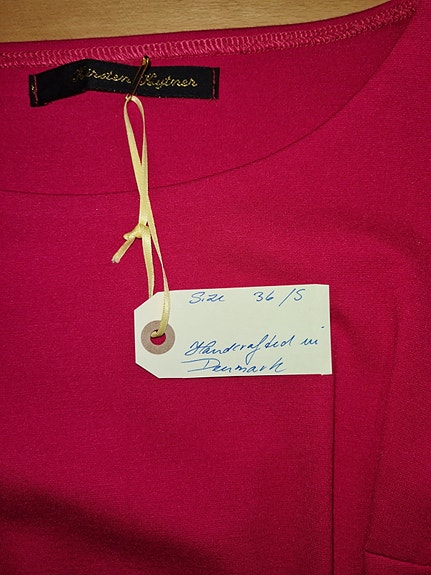 Kirsten Kytner
Size 36/S
Handcrafted in
Denmark